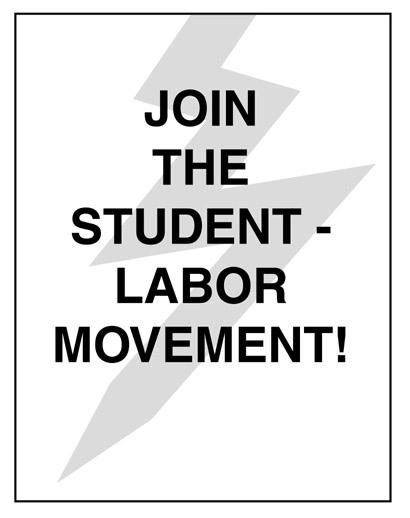 JOIN
THE
STUDENT -
LABOR
MOVEMENT!